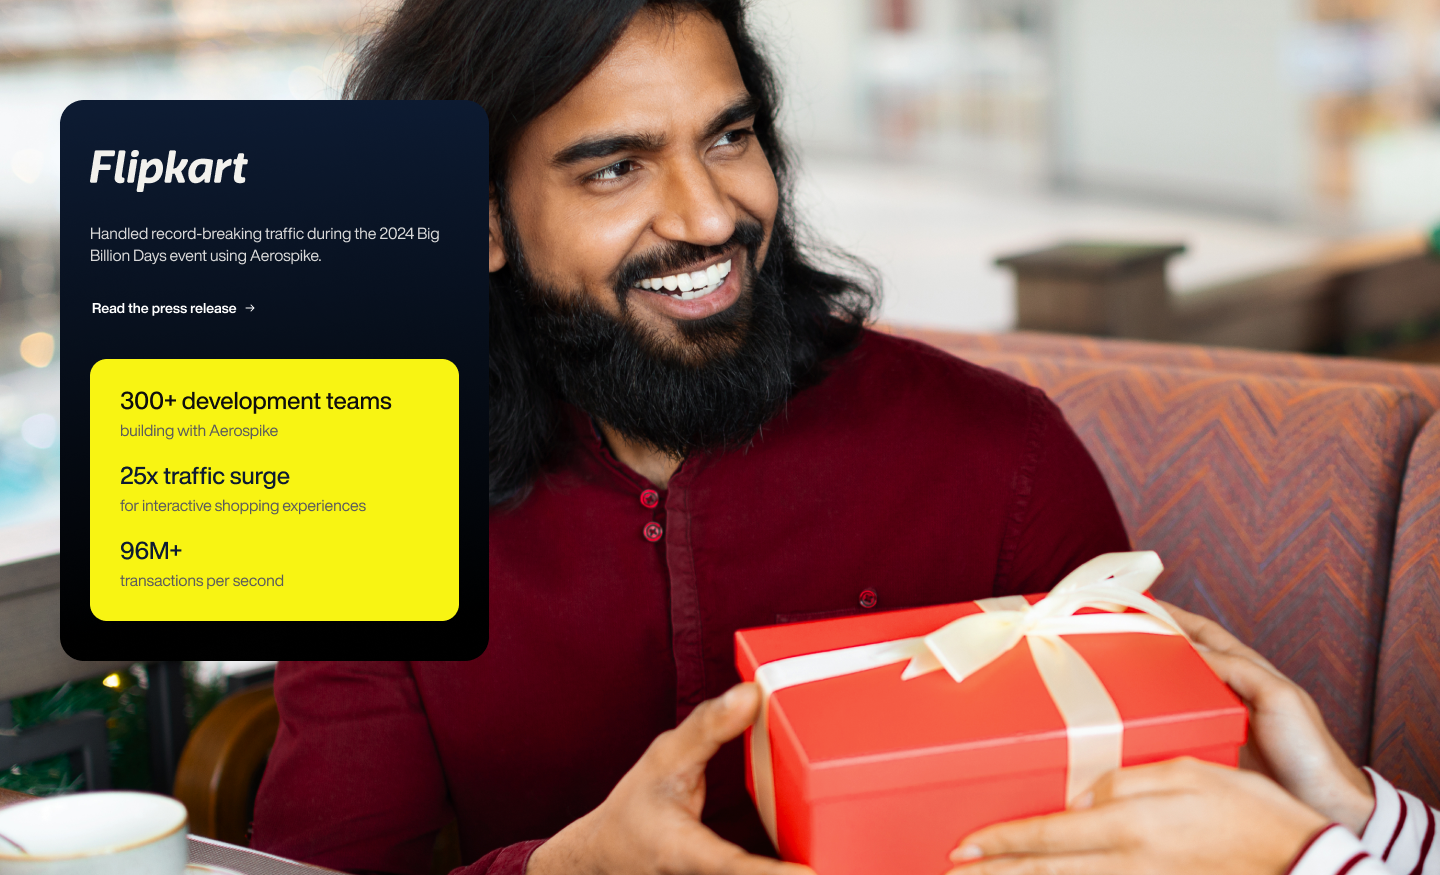 Flipkart
Handled record-breaking traffic during the 2024 Big
Billion Days event using Aerospike.
Read the press release →
300+ development teams
building with Aerospike
25x traffic surge
for interactive shopping experiences
96M+
transactions per second